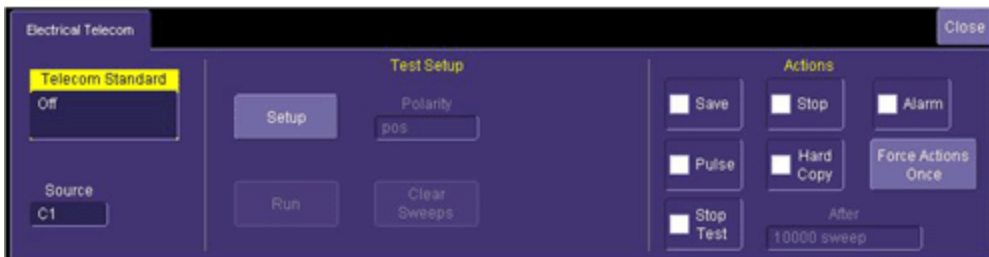 Electrical Telecom
Close
Telecom Standard
Off
Source
C1
Test Setup
Setup
Polarity
pos
Run
Clear
Sweeps
Actions
Save
Stop
Alarm
Pulse
Hard
Copy
Force Actions
Once
Stop
Test
After
10000 sweep